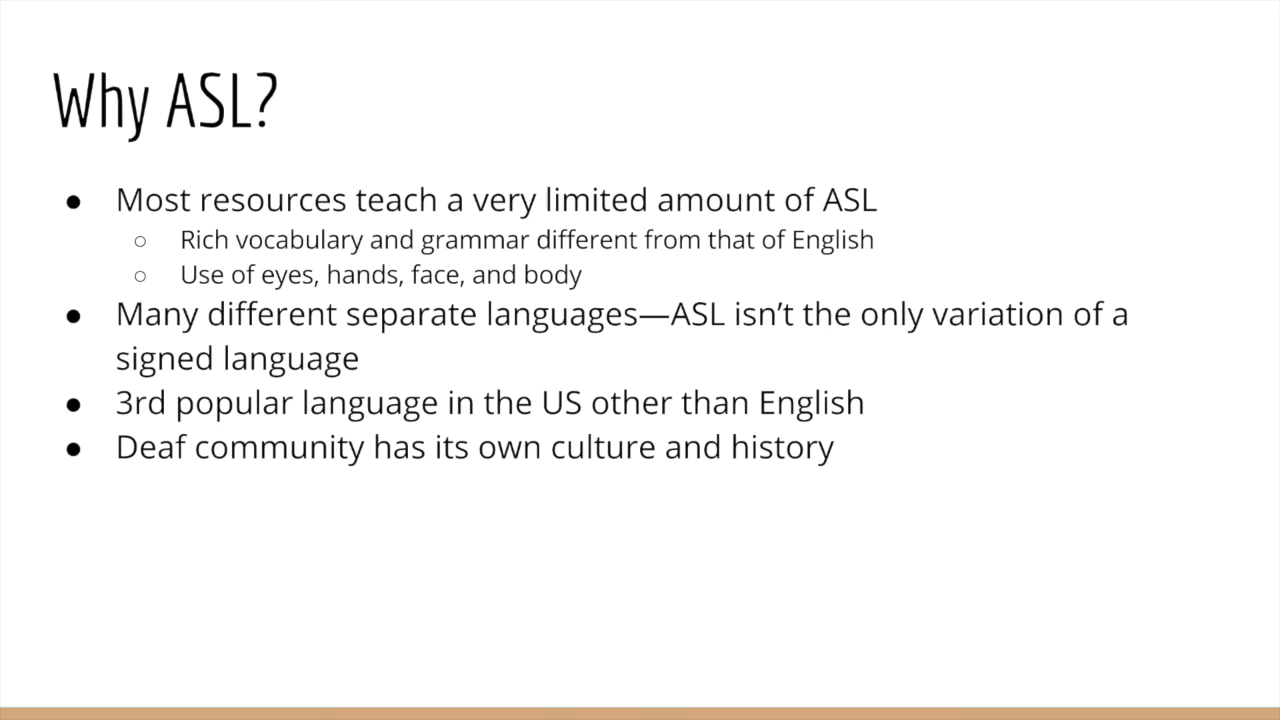 Why ASL?
● Most resources teach a very limited amount of ASL
○ Rich vocabulary and grammar different from that of English
○ Use of eyes, hands, face, and body
● Many different separate languages—ASL isn't the only variation of a
signed language
● 3rd popular language in the US other than English
● Deaf community has its own culture and history